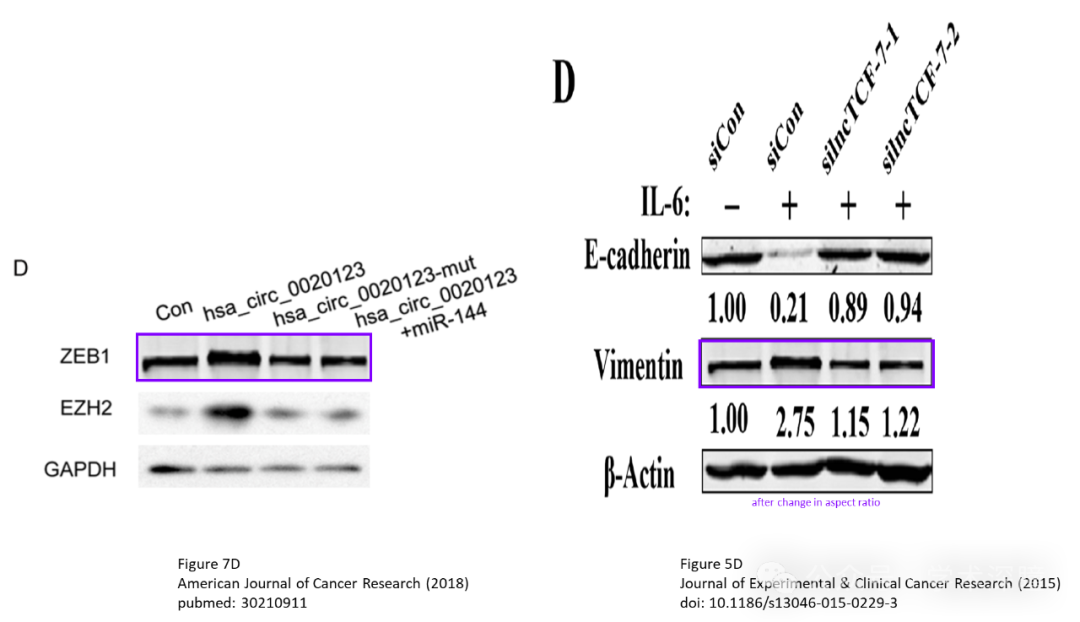 D
Con
hsa_circ_0020123
hsa_circ_0020123-mut
hsa_circ_0020123
+miR-144
ZEB1
EZH2
GAPDH
Figure 7D
American Journal of Cancer Research (2018)
pubmed: 30210911
D
siCon
siCon
silncTCF-7-1
silncTCF-7-2
IL-6: − + + +
E-cadherin
1.00 0.21 0.89 0.94
Vimentin
1.00 2.75 1.15 1.22
β-Actin
after change in aspect ratio
Figure 5D
Journal of Experimental & Clinical Cancer Research (2015)
doi: 10.1186/s13046-015-0229-3